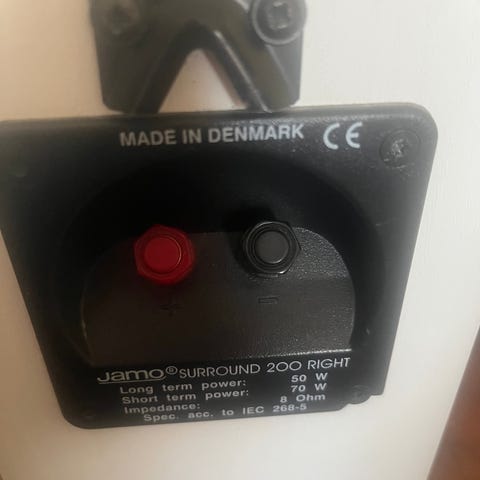 MADE IN DENMARK CE
+ -
Jamo® SURROUND 200 RIGHT
Long term power: 50 W
Short term power: 70 W
Impedance: 8 Ohm
Spec. acc. to IEC 268-5